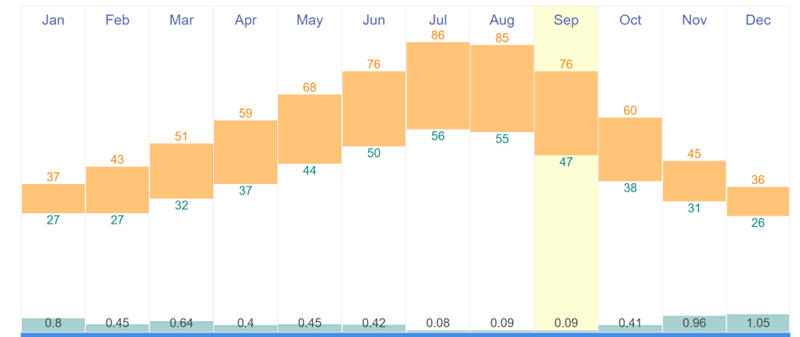 Jan Feb Mar Apr May Jun Jul Aug Sep Oct Nov Dec
37 43 51 59 68 76 86 85 76 60 45 36
27 27 32 37 44 50 56 55 47 38 31 26
0.8 0.45 0.64 0.4 0.45 0.42 0.08 0.09 0.09 0.41 0.96 1.05